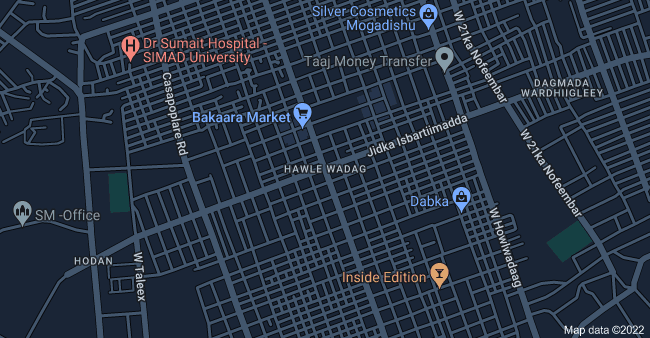 Silver Cosmetics
Mogadishu
W 21ka Nofeembar
Dr Sumait Hospital
SIMAD University
Taaj Money Transfer
Casapoplare Rd
DAGMADA
WARDHIIGLEEY
Bakaara Market
Jidka Isbartiimadda
W 21ka Nofeembar
HAWLE WADAG
Dabka
SM -Office
W Howlwadaag
HODAN
W Taleex
Inside Edition
Map data ©2022